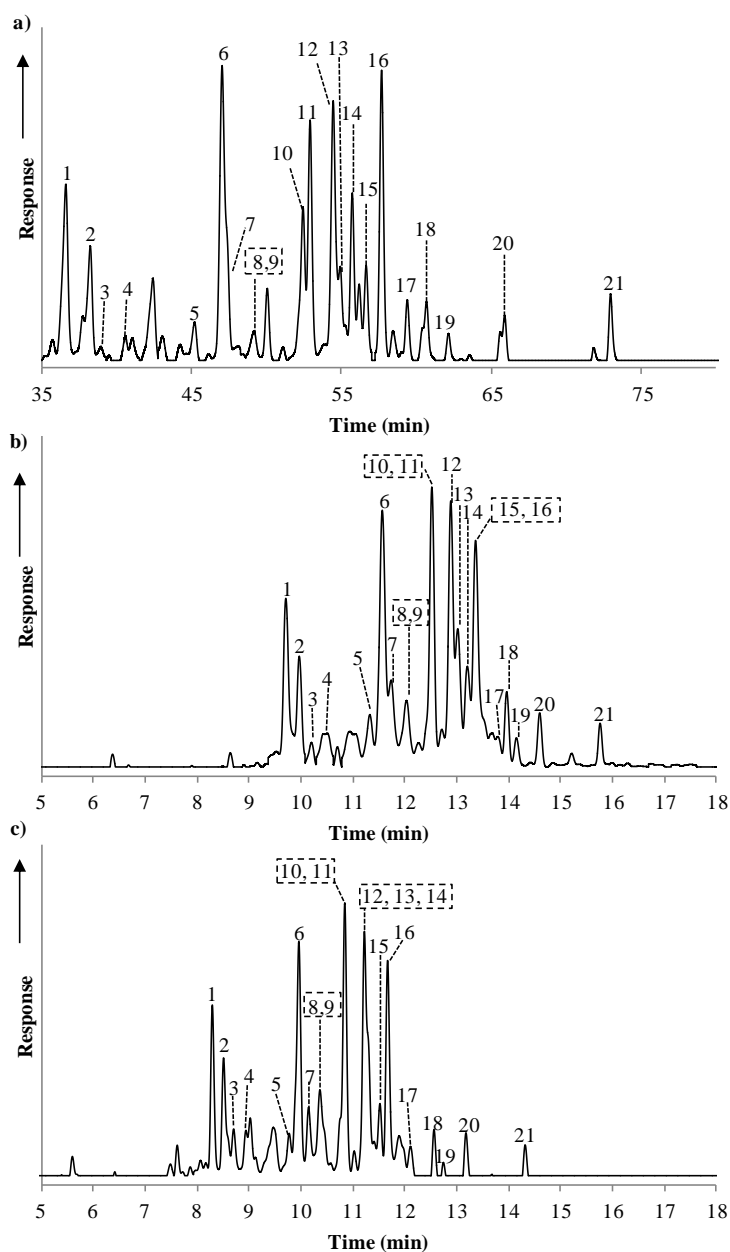 a)
12 13
6 16
11 14
10
1 15
7
2 8,9 18 20
3 4 17 21
5 19
Response
35 45 55 65 75
Time (min)
b)
10, 11 12
13
6 14 15, 16
1 8,9
2 5 7 18
3 4 17 19 20 21
Response
5 6 7 8 9 10 11 12 13 14 15 16 17 18
Time (min)
c)
10, 11
12, 13, 14
6 15 16
1 8,9
2
3 4 5 7 17
18 19 20 21
Response
5 6 7 8 9 10 11 12 13 14 15 16 17 18
Time (min)